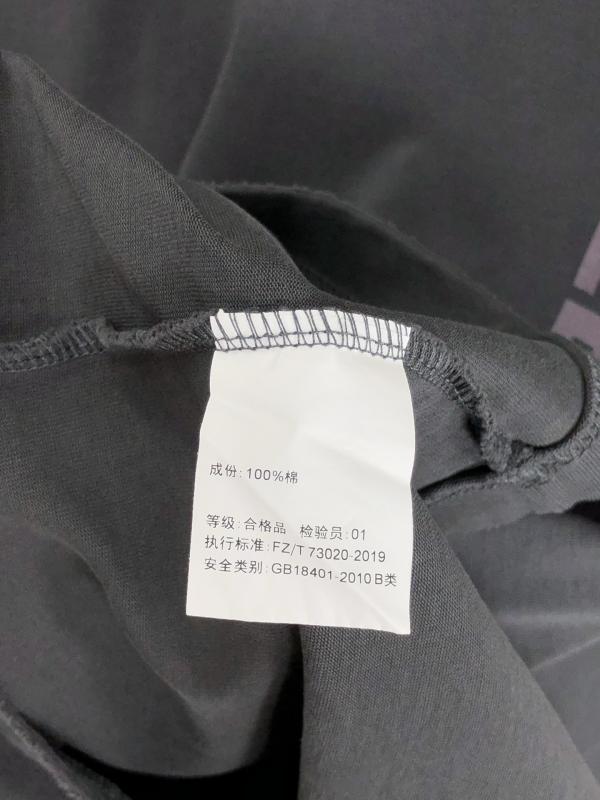 成份:100%棉
等级:合格品 检验员:01
执行标准:FZ/T 73020-2019
安全类别:GB18401-2010 B类